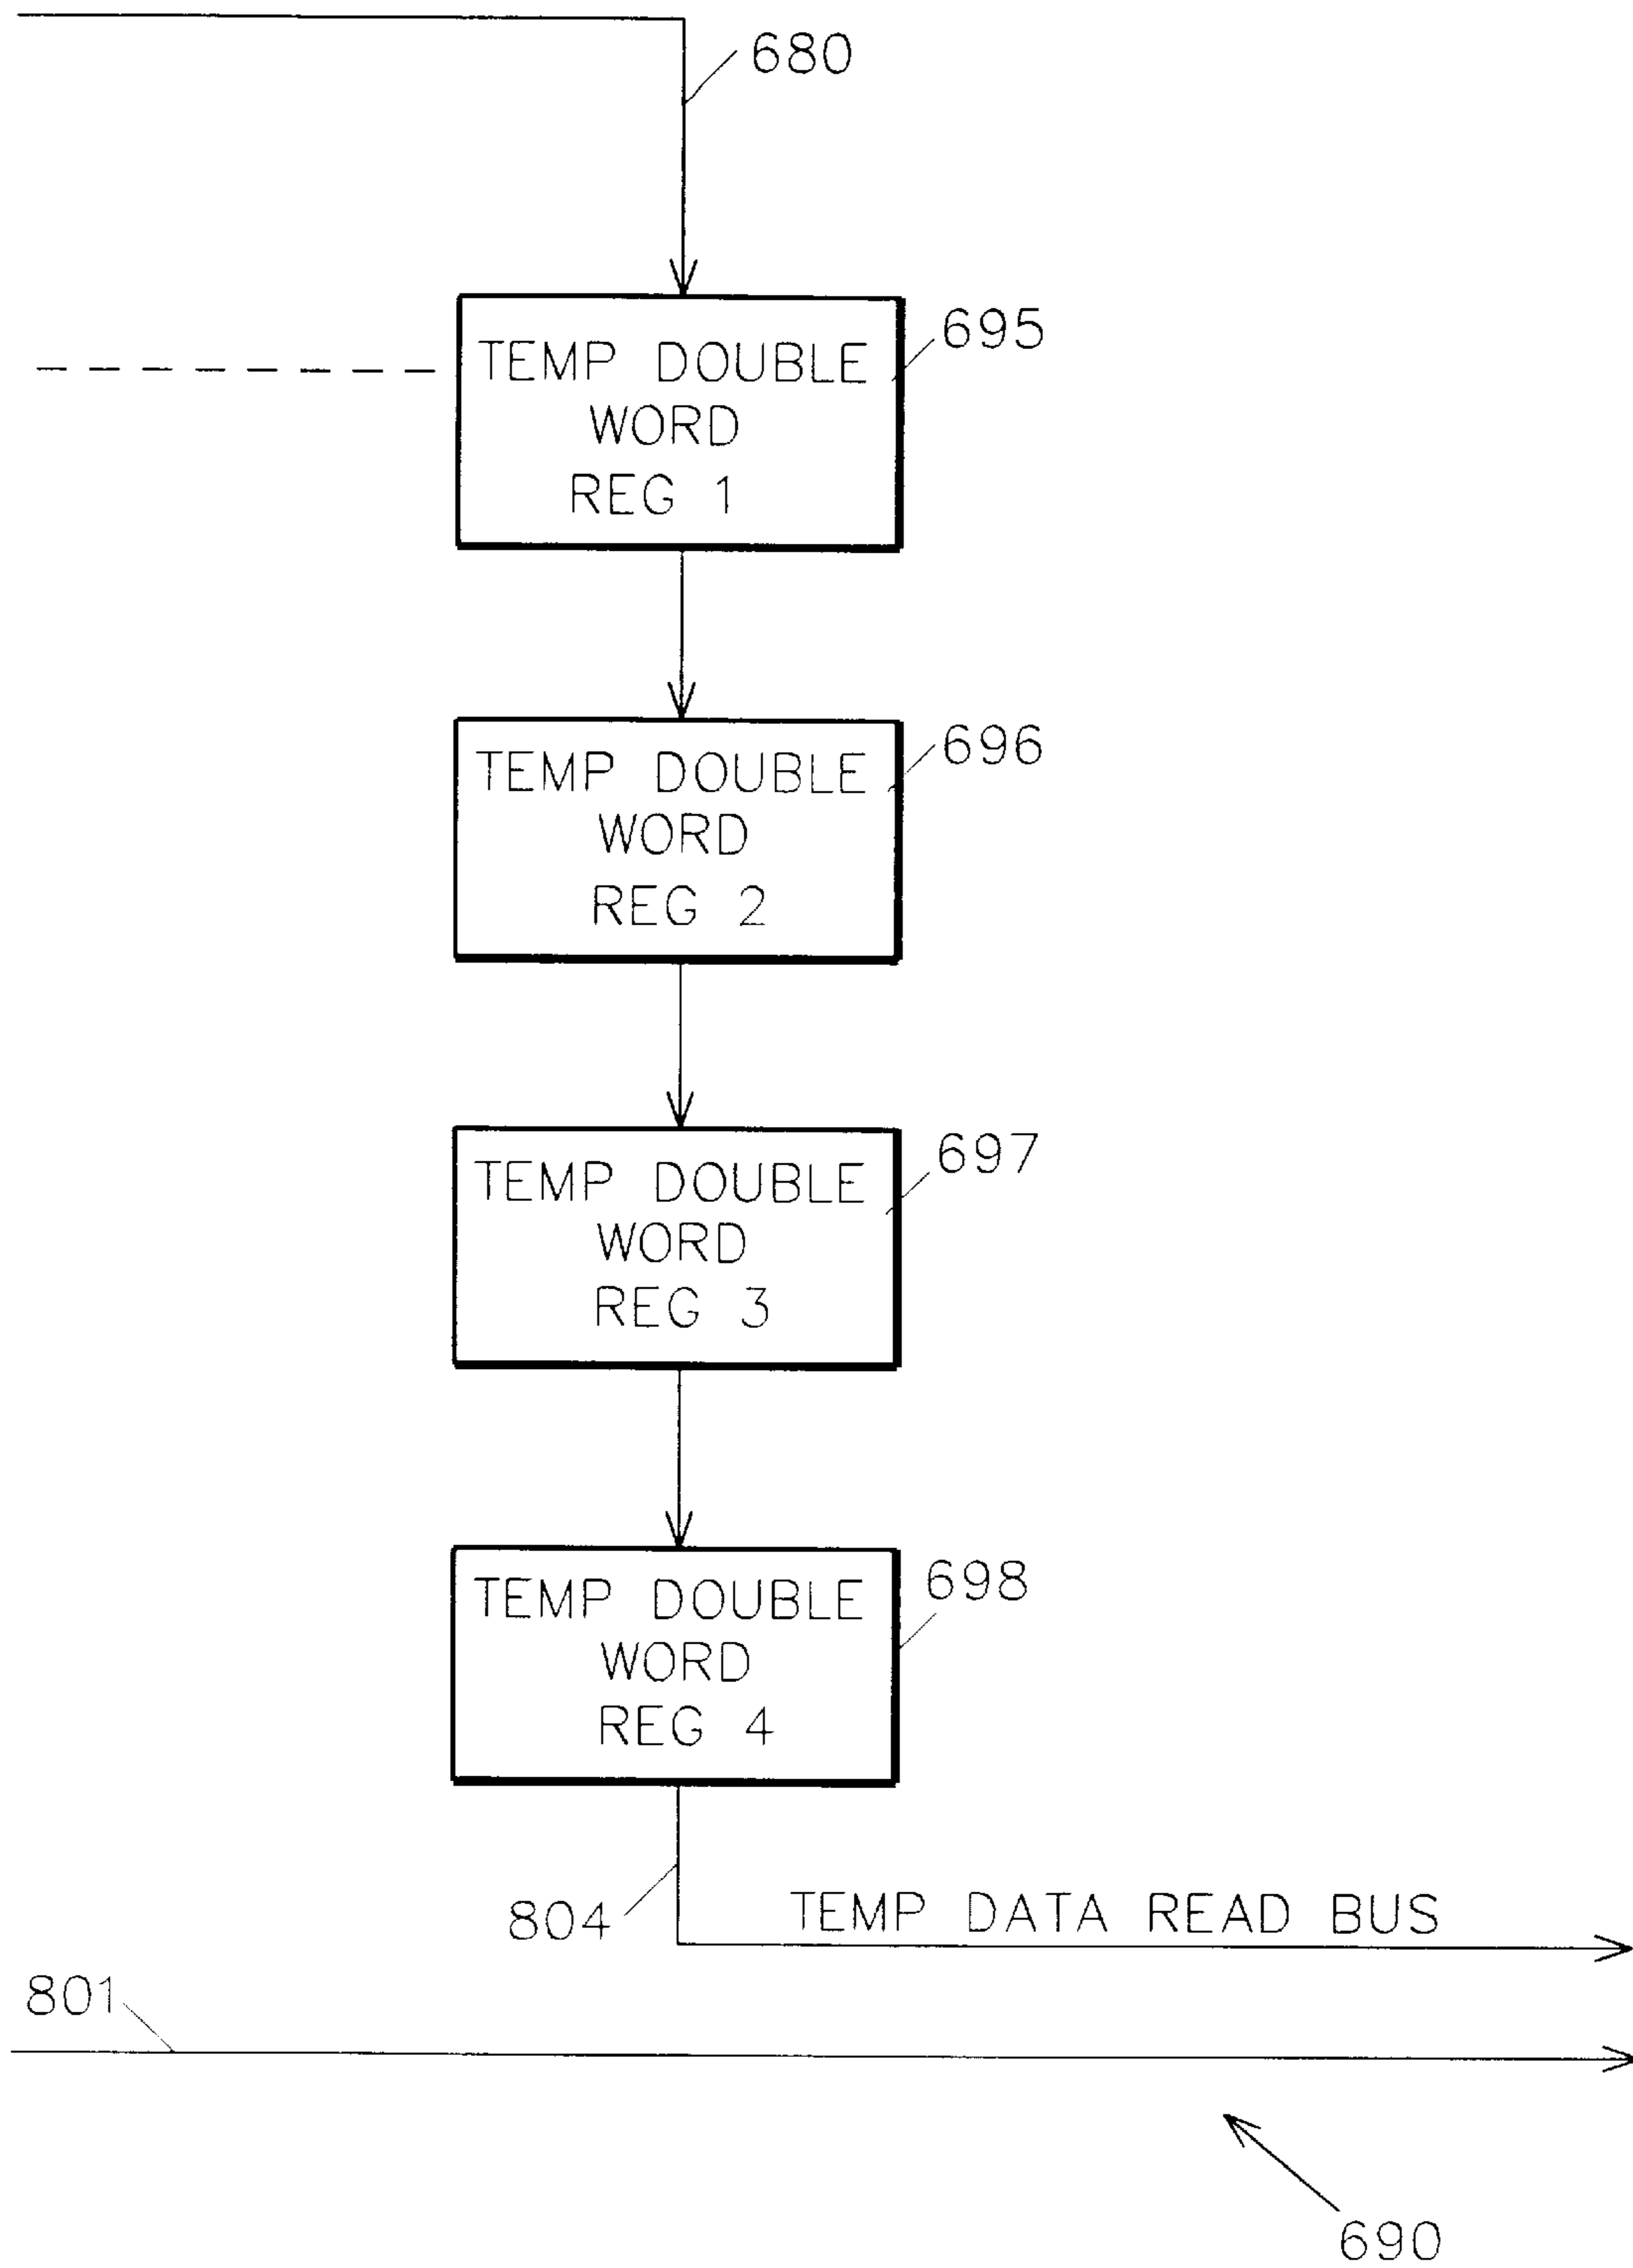 680
695
TEMP DOUBLE
WORD
REG 1
696
TEMP DOUBLE
WORD
REG 2
697
TEMP DOUBLE
WORD
REG 3
698
TEMP DOUBLE
WORD
REG 4
804
TEMP DATA READ BUS
801
690